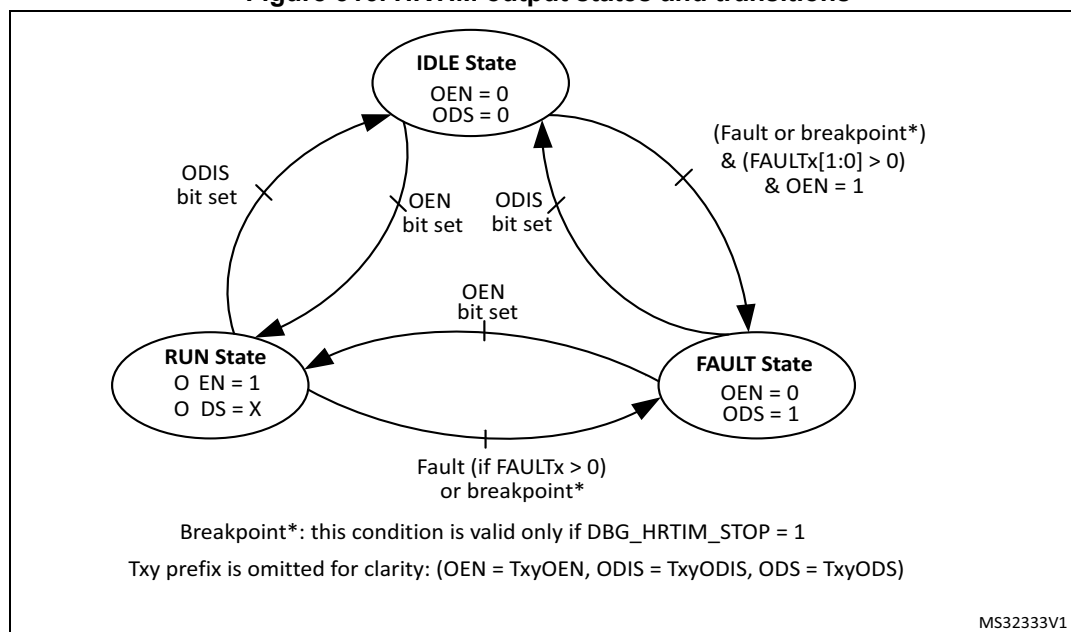 IDLE State
OEN = 0
ODS = 0
(Fault or breakpoint*)
& (FAULTx[1:0] > 0)
& OEN = 1
ODIS
bit set
OEN
bit set
ODIS
bit set
OEN
bit set
RUN State
O EN = 1
O DS = X
FAULT State
OEN = 0
ODS = 1
Fault (if FAULTx > 0)
or breakpoint*
Breakpoint*: this condition is valid only if DBG_HRTIM_STOP = 1
Txy prefix is omitted for clarity: (OEN = TxyOEN, ODIS = TxyODIS, ODS = TxyODS)
MS32333V1